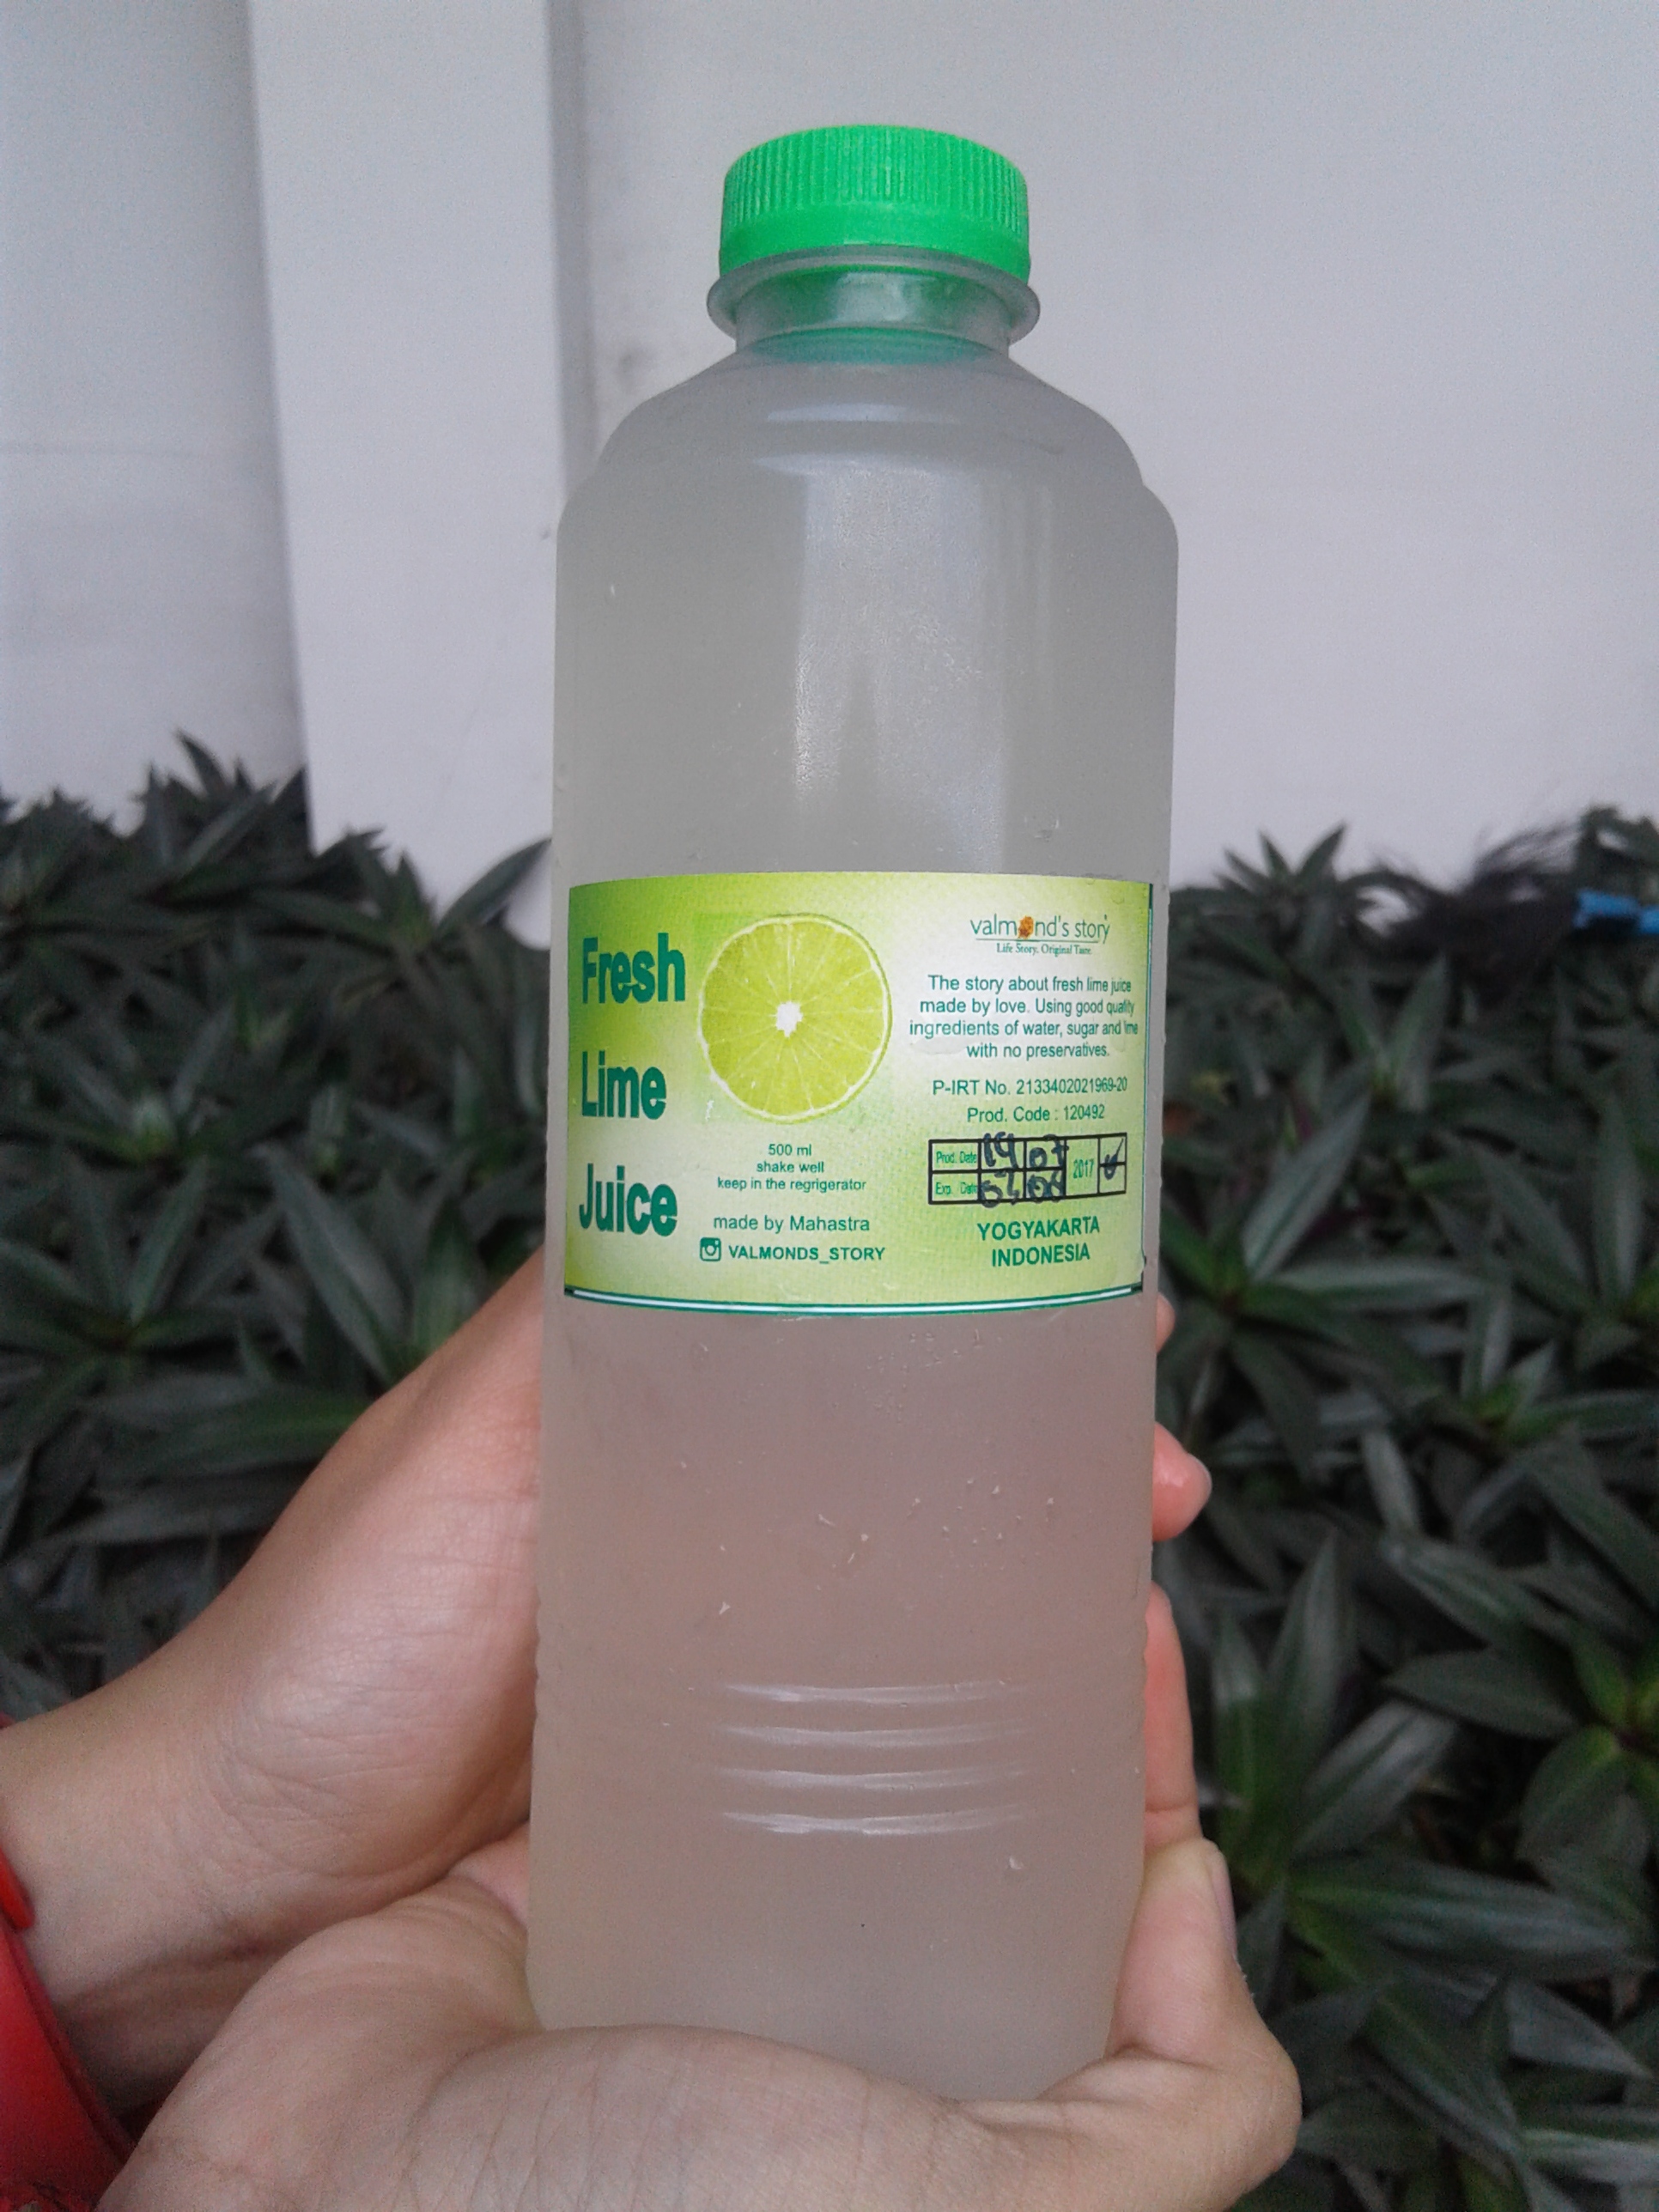 Fresh
Lime
Juice
500 ml
shake well
keep in the regrigerator
made by Mahastra
VALMONDS_STORY
valmond's story
Life Story. Original Taste.
The story about fresh lime juice
made by love. Using good quality
ingredients of water, sugar and lime
with no preservatives.
P-IRT No. 2133402021969-20
Prod. Code : 120492
Prod. Date 19 07 2017
Exp. Date
YOGYAKARTA
INDONESIA